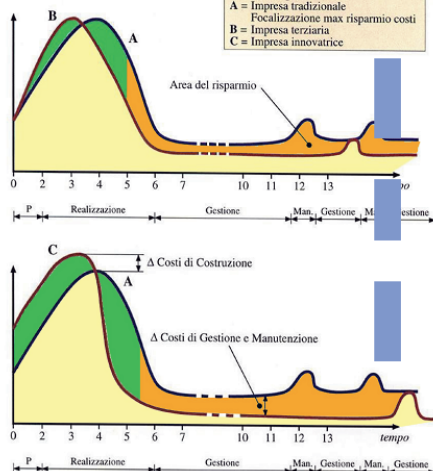 A = Impresa tradizionale
Focalizzazione max risparmio costi
B = Impresa terziaria
C = Impresa innovatrice
B
A
Area del risparmio
0 2 3 4 5 6 7 10 11 12 13
P Realizzazione Gestione Man. Gestione
C
Δ Costi di Costruzione
A
Δ Costi di Gestione e Manutenzione
0 2 3 4 5 6 7 10 11 12 13 tempo
P Realizzazione Gestione Man. Gestione Man. Gestione